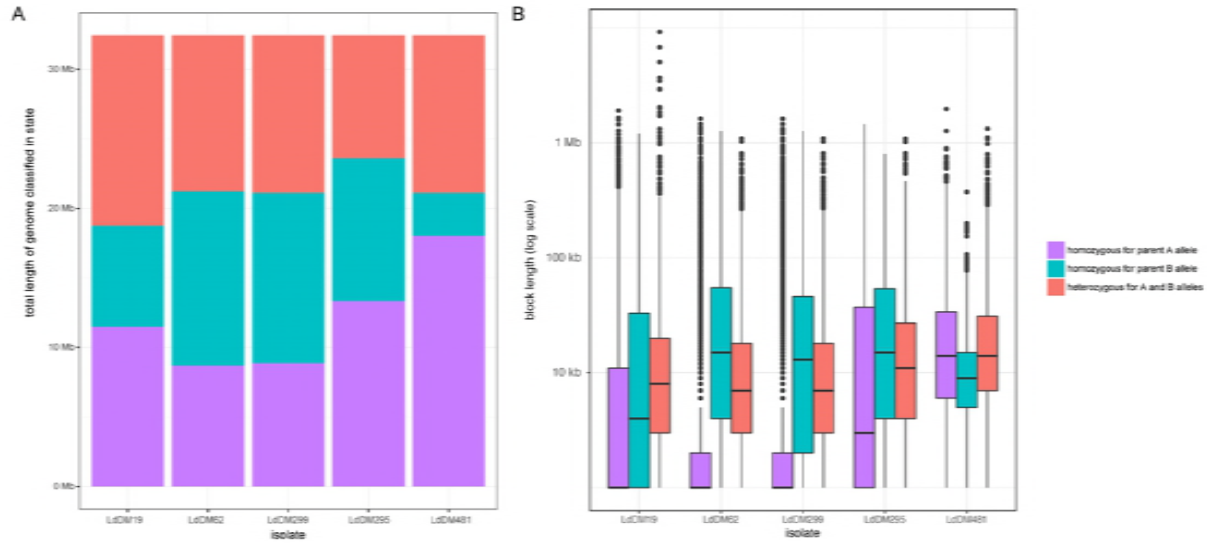 A
total length of genome classified in state
30 Mb
20 Mb
10 Mb
0 Mb
LdDM19
LdDM62
LdDM299
LdDM295
LdDM481
isolate
B
block length (log scale)
1 Mb
100 kb
10 kb
LdDM19
LdDM62
LdDM299
LdDM295
LdDM481
isolate
homozygous for parent A allele
homozygous for parent B allele
heterozygous for A and B alleles